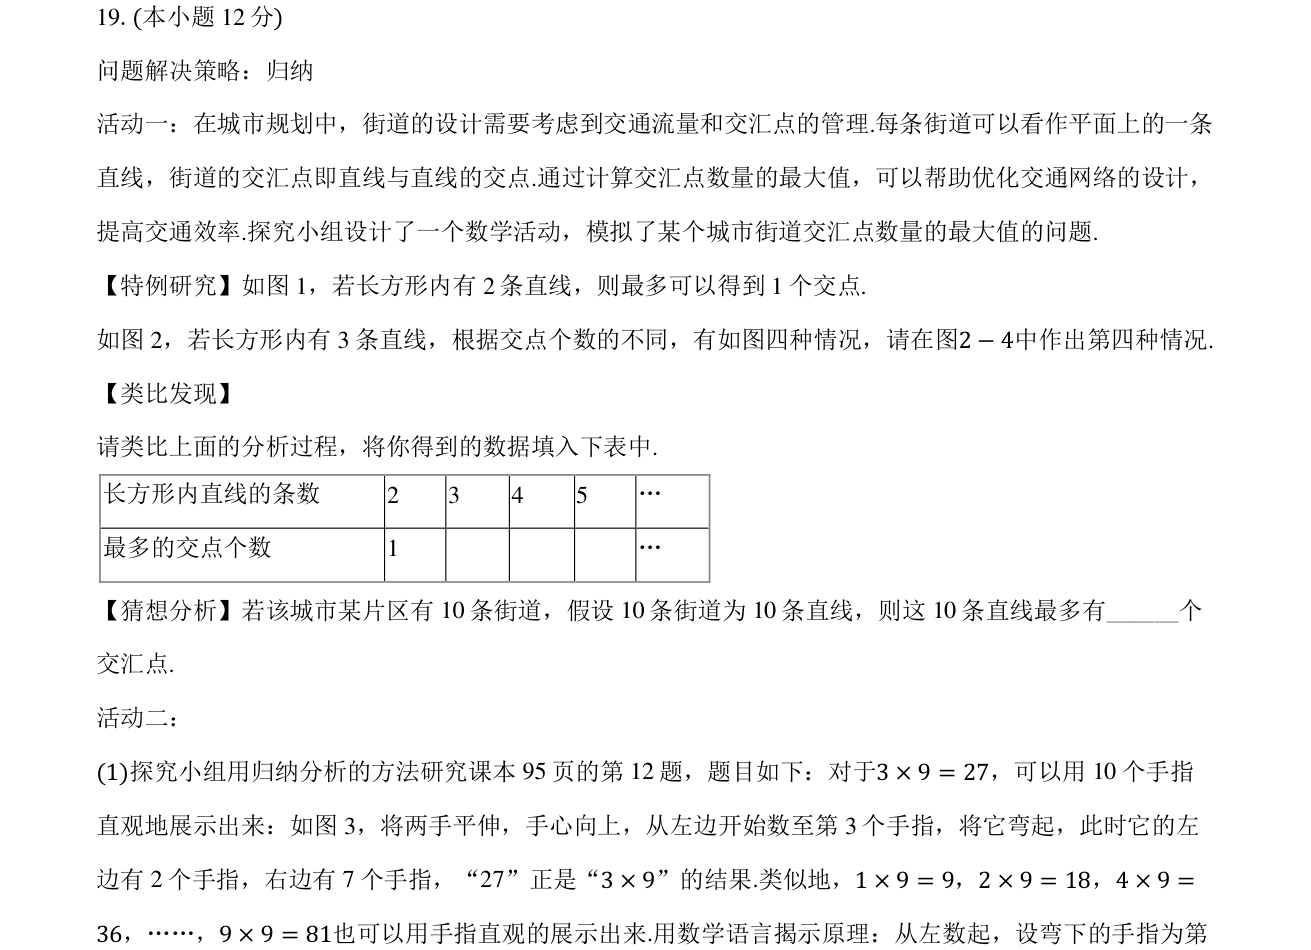 19. (本小题 12 分)
问题解决策略：归纳
活动一：在城市规划中，街道的设计需要考虑到交通流量和交汇点的管理.每条街道可以看作平面上的一条
直线，街道的交汇点即直线与直线的交点.通过计算交汇点数量的最大值，可以帮助优化交通网络的设计，
提高交通效率.探究小组设计了一个数学活动，模拟了某个城市街道交汇点数量的最大值的问题.
【特例研究】如图 1，若长方形内有 2 条直线，则最多可以得到 1 个交点.
如图 2，若长方形内有 3 条直线，根据交点个数的不同，有如图四种情况，请在图2 − 4中作出第四种情况.
【类比发现】
请类比上面的分析过程，将你得到的数据填入下表中.
长方形内直线的条数 2 3 4 5 …
最多的交点个数 1 …
【猜想分析】若该城市某片区有 10 条街道，假设 10 条街道为 10 条直线，则这 10 条直线最多有______个
交汇点.
活动二：
(1)探究小组用归纳分析的方法研究课本 95 页的第 12 题，题目如下：对于3 × 9 = 27，可以用 10 个手指
直观地展示出来：如图 3，将两手平伸，手心向上，从左边开始数至第 3 个手指，将它弯起，此时它的左
边有 2 个手指，右边有 7 个手指，“27”正是“3 × 9”的结果.类似地，1 × 9 = 9，2 × 9 = 18，4 × 9 =
36，……，9 × 9 = 81也可以用手指直观的展示出来.用数学语言揭示原理：从左数起，设弯下的手指为第